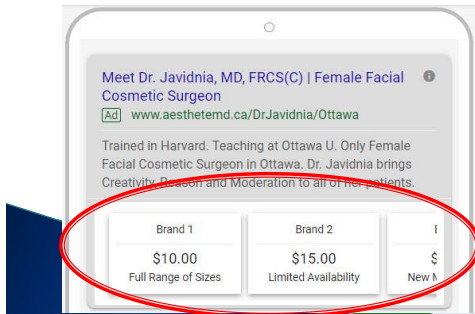 Meet Dr. Javidnia, MD, FRCS(C) | Female Facial
Cosmetic Surgeon
Ad www.aesthetemd.ca/DrJavidnia/Ottawa
Trained in Harvard. Teaching at Ottawa U. Only Female
Facial Cosmetic Surgeon in Ottawa. Dr. Javidnia brings
Creativity, Reason and Moderation to all of her patients.
Brand 1 Brand 2
$10.00 $15.00 $
Full Range of Sizes Limited Availability New